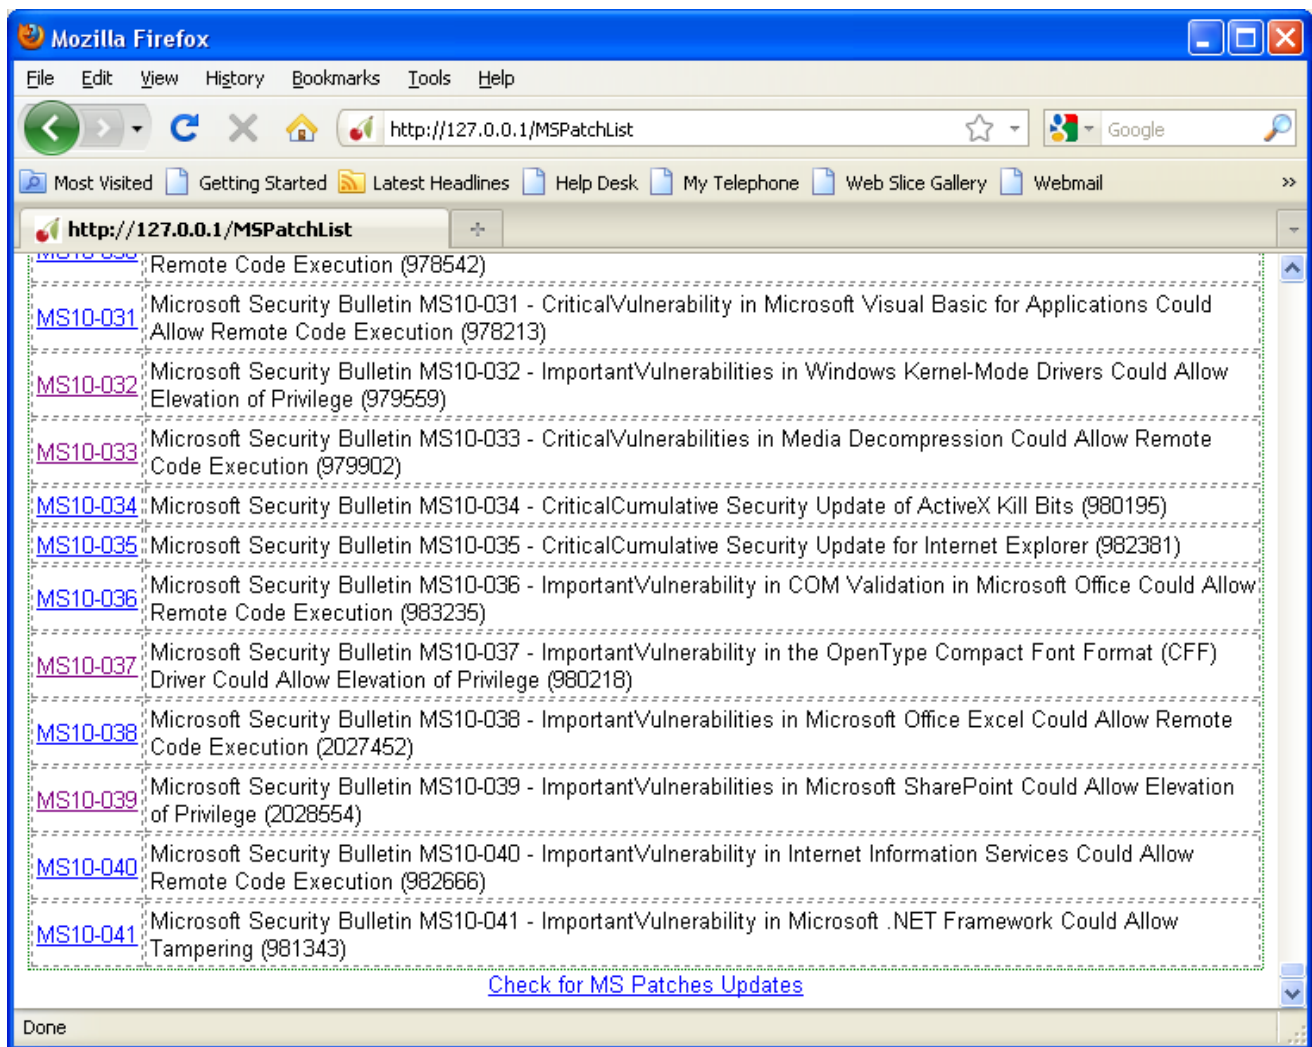 Mozilla Firefox
File Edit View History Bookmarks Tools Help
http://127.0.0.1/MSPatchList
Google
Most Visited Getting Started Latest Headlines Help Desk My Telephone Web Slice Gallery Webmail »
http://127.0.0.1/MSPatchList
Remote Code Execution (978542)
MS10-031 Microsoft Security Bulletin MS10-031 - CriticalVulnerability in Microsoft Visual Basic for Applications Could
Allow Remote Code Execution (978213)
MS10-032 Microsoft Security Bulletin MS10-032 - ImportantVulnerabilities in Windows Kernel-Mode Drivers Could Allow
Elevation of Privilege (979559)
MS10-033 Microsoft Security Bulletin MS10-033 - CriticalVulnerabilities in Media Decompression Could Allow Remote
Code Execution (979902)
MS10-034 Microsoft Security Bulletin MS10-034 - CriticalCumulative Security Update of ActiveX Kill Bits (980195)
MS10-035 Microsoft Security Bulletin MS10-035 - CriticalCumulative Security Update for Internet Explorer (982381)
MS10-036 Microsoft Security Bulletin MS10-036 - ImportantVulnerability in COM Validation in Microsoft Office Could Allow
Remote Code Execution (983235)
MS10-037 Microsoft Security Bulletin MS10-037 - ImportantVulnerability in the OpenType Compact Font Format (CFF)
Driver Could Allow Elevation of Privilege (980218)
MS10-038 Microsoft Security Bulletin MS10-038 - ImportantVulnerabilities in Microsoft Office Excel Could Allow Remote
Code Execution (2027452)
MS10-039 Microsoft Security Bulletin MS10-039 - ImportantVulnerabilities in Microsoft SharePoint Could Allow Elevation
of Privilege (2028554)
MS10-040 Microsoft Security Bulletin MS10-040 - ImportantVulnerability in Internet Information Services Could Allow
Remote Code Execution (982666)
MS10-041 Microsoft Security Bulletin MS10-041 - ImportantVulnerability in Microsoft .NET Framework Could Allow
Tampering (981343)
Check for MS Patches Updates
Done